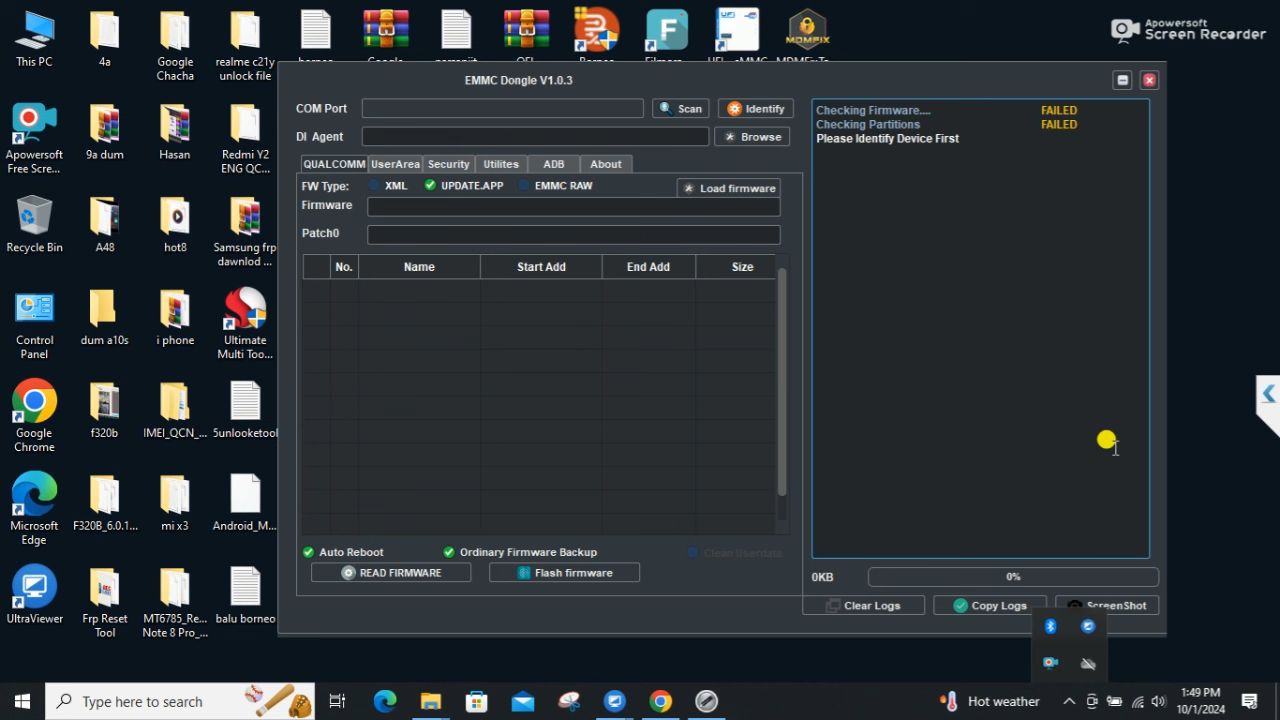 Apowersoft
Screen Recorder
This PC
4a
Google
Chacha
realme c21y
unlock file
Google
MDMFIXTo...
Apowersoft
Free Scre...
9a dum
Hasan
Redmi Y2
ENG QC...
Recycle Bin
A48
hot8
Samsung frp
dawnlod ...
Control
Panel
dum a10s
i phone
Ultimate
Multi Too...
Google
Chrome
f320b
IMEI_QCN_...
5unlooketool
Microsoft
Edge
F320B_6.0.1...
mi x3
Android_M...
UltraViewer
Frp Reset
Tool
MT6785_Re...
Note 8 Pro_...
balu borneo
EMMC Dongle V1.0.3
COM Port
Scan
Identify
DI Agent
Browse
QUALCOMM
UserArea
Security
Utilites
ADB
About
FW Type:
XML
UPDATE.APP
EMMC RAW
Load firmware
Firmware
Patch0
No.
Name
Start Add
End Add
Size
Auto Reboot
Ordinary Firmware Backup
Clean Userdata
READ FIRMWARE
Flash firmware
Checking Firmware.... FAILED
Checking Partitions FAILED
Please Identify Device First
0KB
0%
Clear Logs
Copy Logs
ScreenShot
Type here to search
Hot weather
1:49 PM
10/1/2024